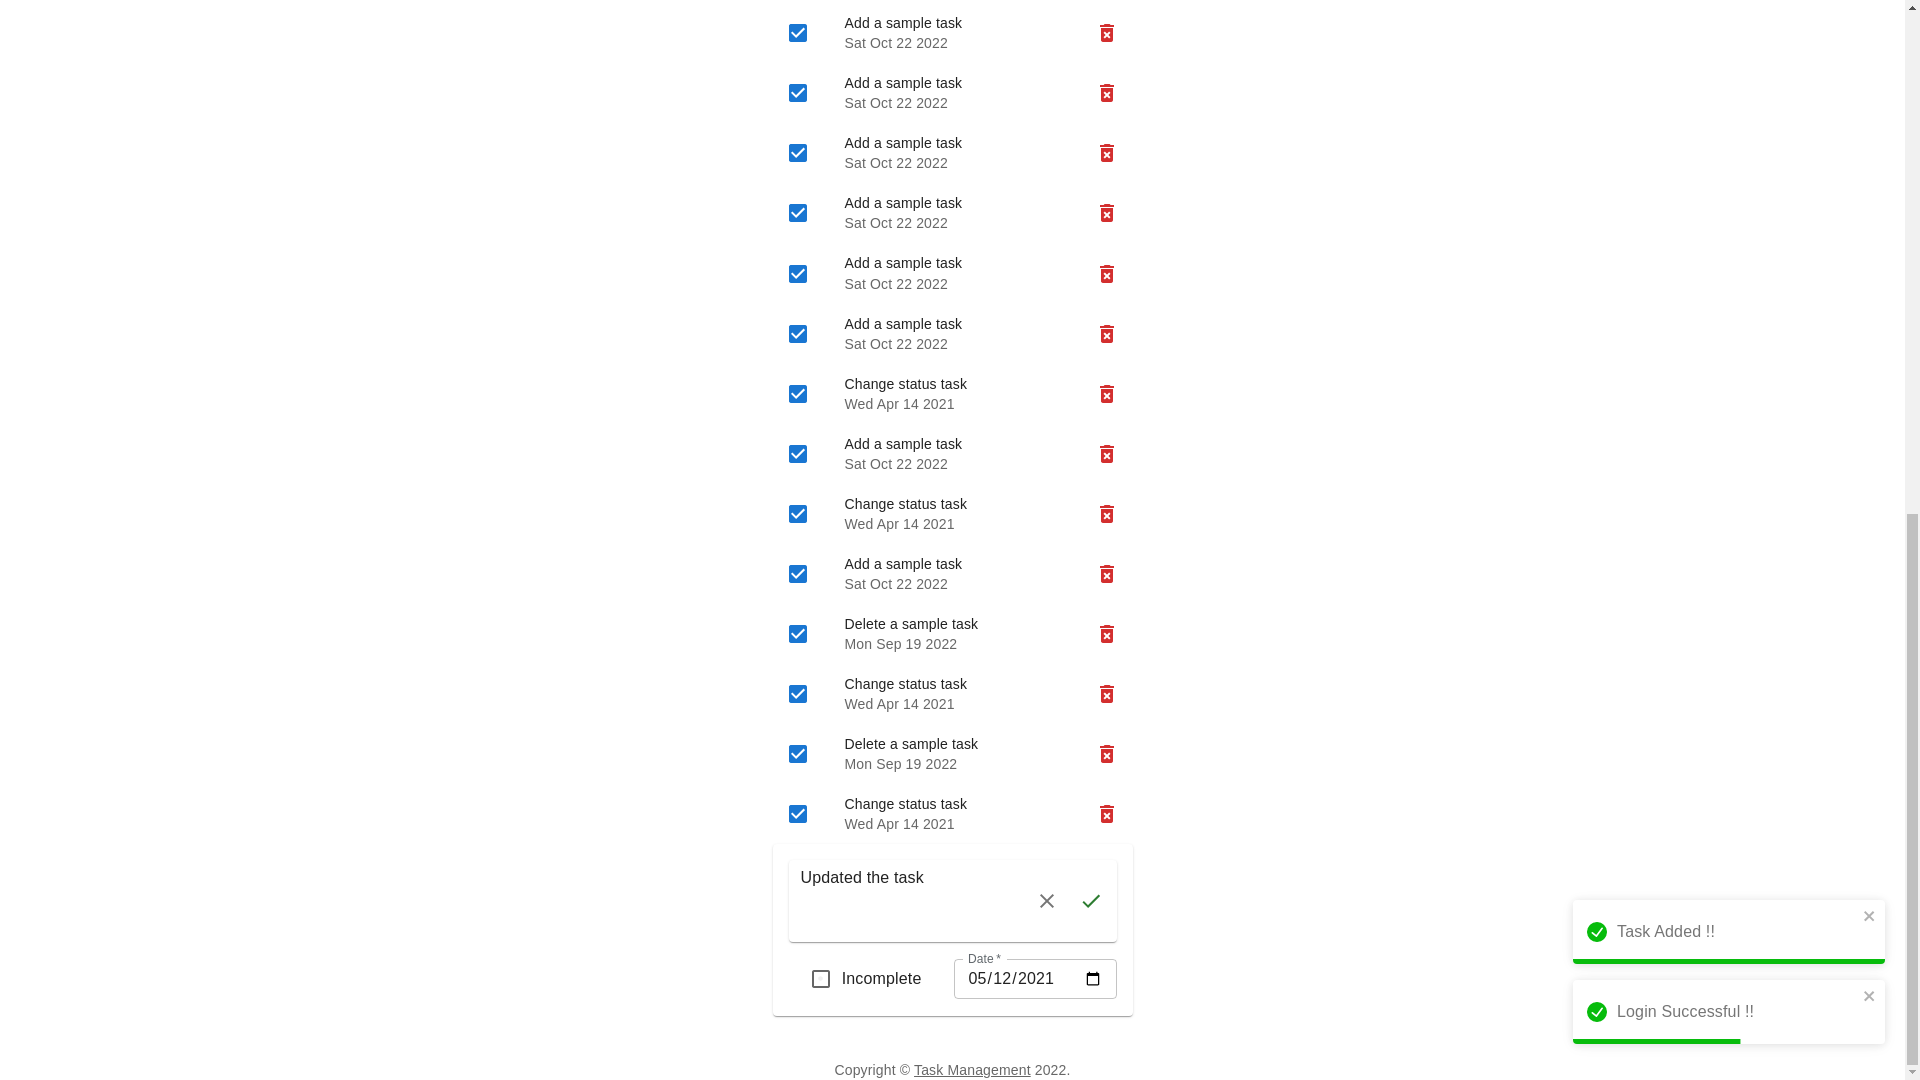 Add a sample task
Sat Oct 22 2022
Add a sample task
Sat Oct 22 2022
Add a sample task
Sat Oct 22 2022
Add a sample task
Sat Oct 22 2022
Add a sample task
Sat Oct 22 2022
Add a sample task
Sat Oct 22 2022
Change status task
Wed Apr 14 2021
Add a sample task
Sat Oct 22 2022
Change status task
Wed Apr 14 2021
Add a sample task
Sat Oct 22 2022
Delete a sample task
Mon Sep 19 2022
Change status task
Wed Apr 14 2021
Delete a sample task
Mon Sep 19 2022
Change status task
Wed Apr 14 2021
Updated the task
Incomplete
Date *
05/12/2021
Task Added !!
Login Successful !!
Copyright © Task Management 2022.